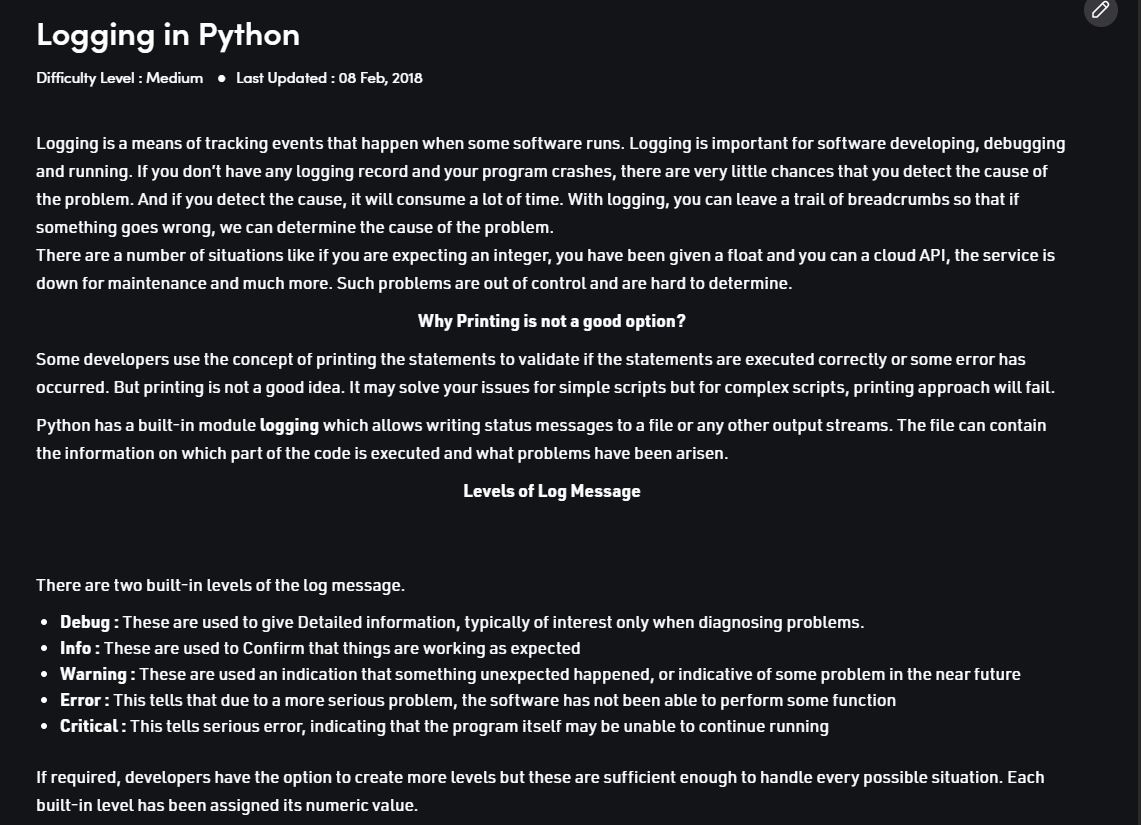 Logging in Python
Difficulty Level : Medium ● Last Updated : 08 Feb, 2018
Logging is a means of tracking events that happen when some software runs. Logging is important for software developing, debugging
and running. If you don’t have any logging record and your program crashes, there are very little chances that you detect the cause of
the problem. And if you detect the cause, it will consume a lot of time. With logging, you can leave a trail of breadcrumbs so that if
something goes wrong, we can determine the cause of the problem.
There are a number of situations like if you are expecting an integer, you have been given a float and you can a cloud API, the service is
down for maintenance and much more. Such problems are out of control and are hard to determine.
Why Printing is not a good option?
Some developers use the concept of printing the statements to validate if the statements are executed correctly or some error has
occurred. But printing is not a good idea. It may solve your issues for simple scripts but for complex scripts, printing approach will fail.
Python has a built-in module logging which allows writing status messages to a file or any other output streams. The file can contain
the information on which part of the code is executed and what problems have been arisen.
Levels of Log Message
There are two built-in levels of the log message.
• Debug : These are used to give Detailed information, typically of interest only when diagnosing problems.
• Info : These are used to Confirm that things are working as expected
• Warning : These are used an indication that something unexpected happened, or indicative of some problem in the near future
• Error : This tells that due to a more serious problem, the software has not been able to perform some function
• Critical : This tells serious error, indicating that the program itself may be unable to continue running
If required, developers have the option to create more levels but these are sufficient enough to handle every possible situation. Each
built-in level has been assigned its numeric value.